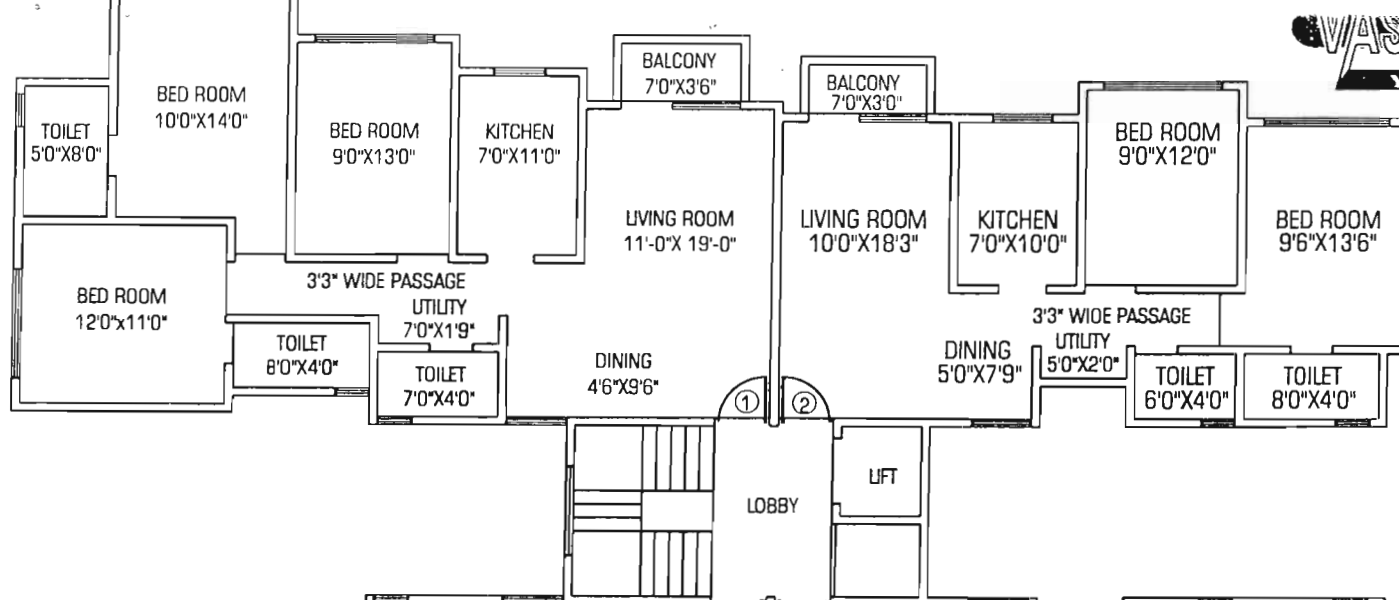 BED ROOM
10'0"X14'0"
TOILET
5'0"X8'0"
BED ROOM
9'0"X13'0"
KITCHEN
7'0"X11'0"
BALCONY
7'0"X3'6"
LIVING ROOM
11'-0"X 19'-0"
BED ROOM
12'0"x11'0"
3'3" WIDE PASSAGE
UTILITY
7'0"X1'9"
TOILET
8'0"X4'0"
TOILET
7'0"X4'0"
DINING
4'6"X9'6"
1
BALCONY
7'0"X3'0"
LIVING ROOM
10'0"X18'3"
KITCHEN
7'0"X10'0"
BED ROOM
9'0"X12'0"
BED ROOM
9'6"X13'6"
3'3" WIDE PASSAGE
UTILITY
5'0"X2'0"
DINING
5'0"X7'9"
TOILET
6'0"X4'0"
TOILET
8'0"X4'0"
2
LIFT
LOBBY
VAS